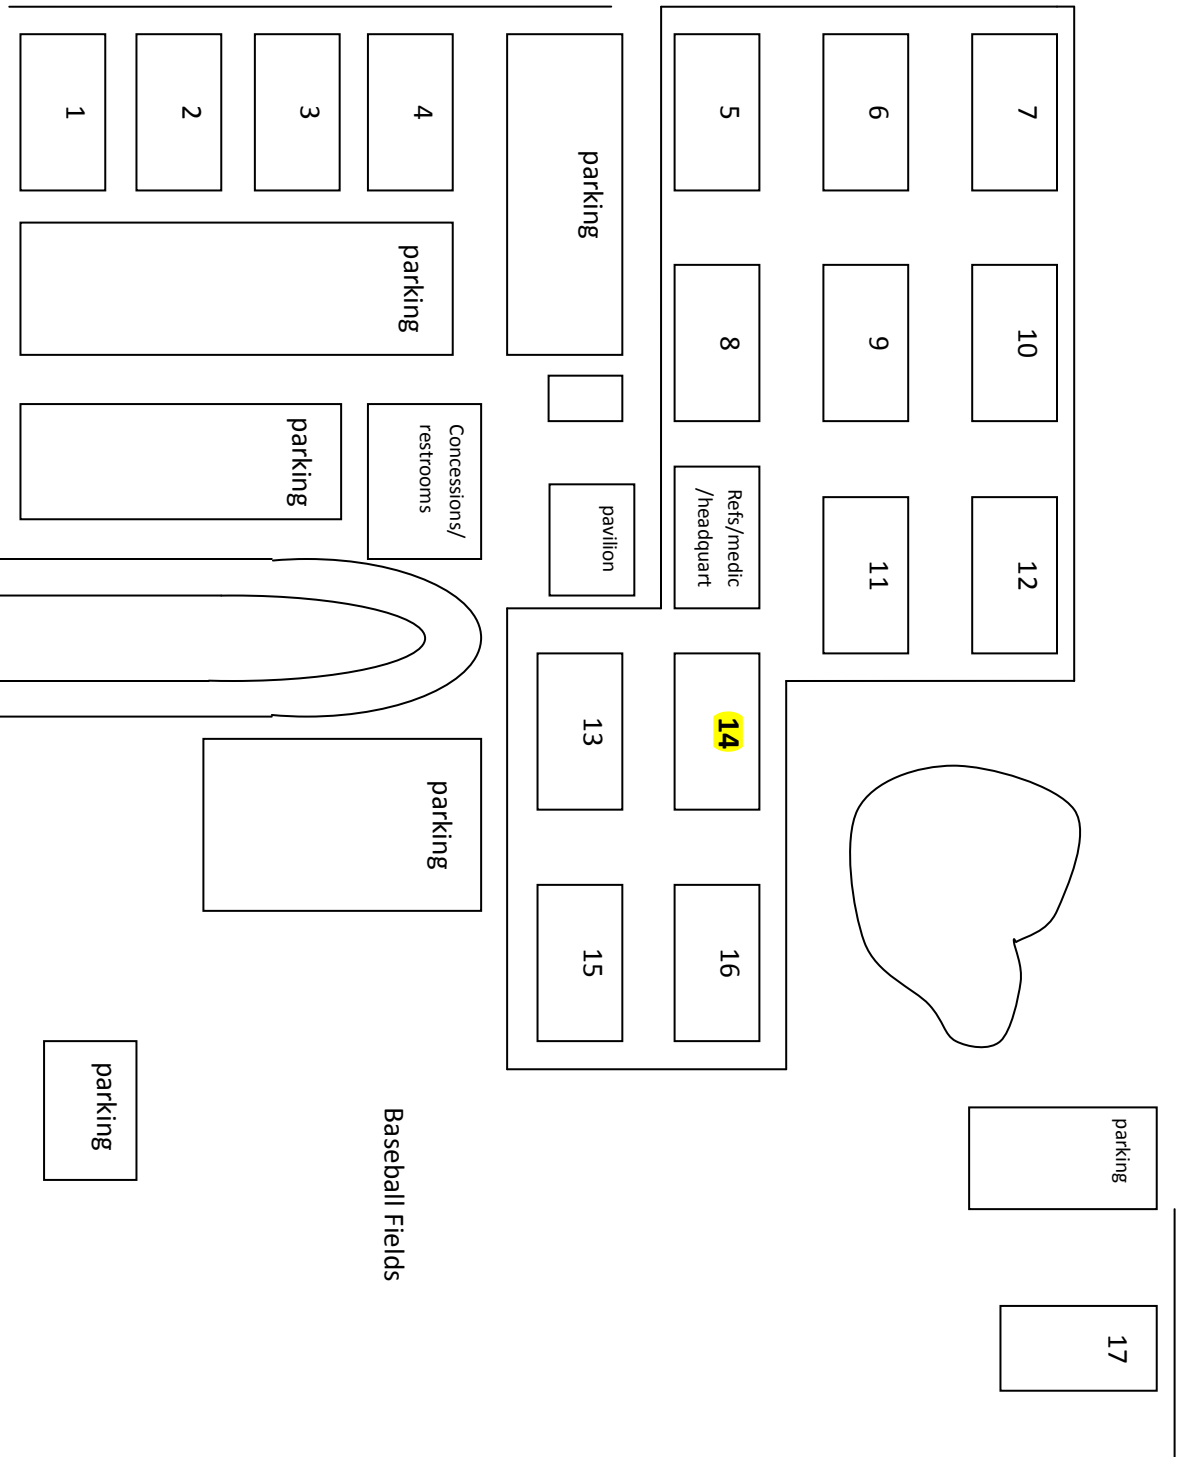 1
2
3
4
parking
5
6
7
parking
8
9
10
parking
Concessions/
restrooms
pavilion
Refs/medic
/headquart
11
12
13
14
parking
15
16
parking
Baseball Fields
parking
17